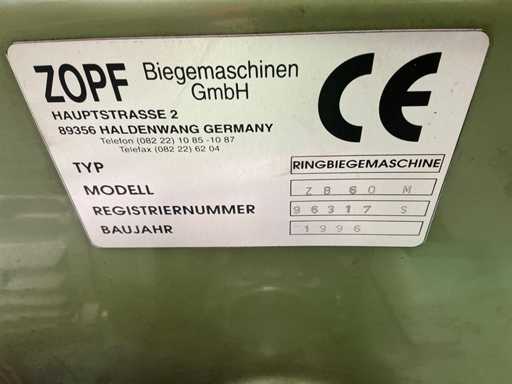 ZOPF Biegemaschinen GmbH
CE
HAUPTSTRASSE 2
89356 HALDENWANG GERMANY
Telefon (082 22) 10 85 -10 87
Telefax (082 22) 62 04
TYP RINGBIEGEMASCHINE
MODELL ZB 60 M
REGISTRIERNUMMER 96317 S
BAUJAHR 1996